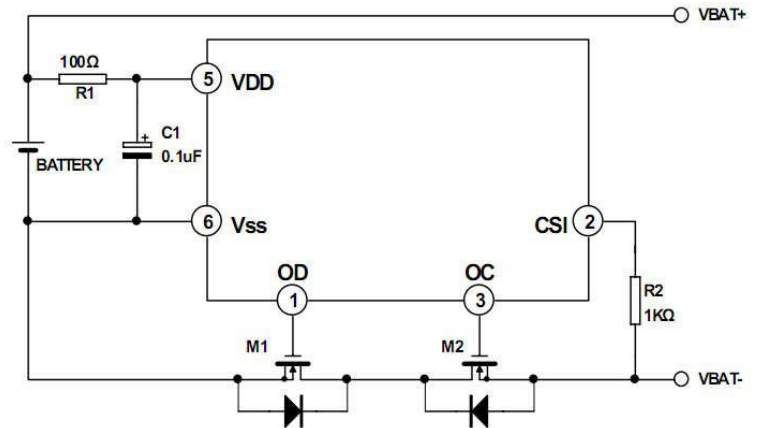 VBAT+
100Ω
R1
5
VDD
C1
+
0.1uF
BATTERY
6
Vss
CSI
2
OD
OC
1
3
R2
1KΩ
M1
M2
VBAT-